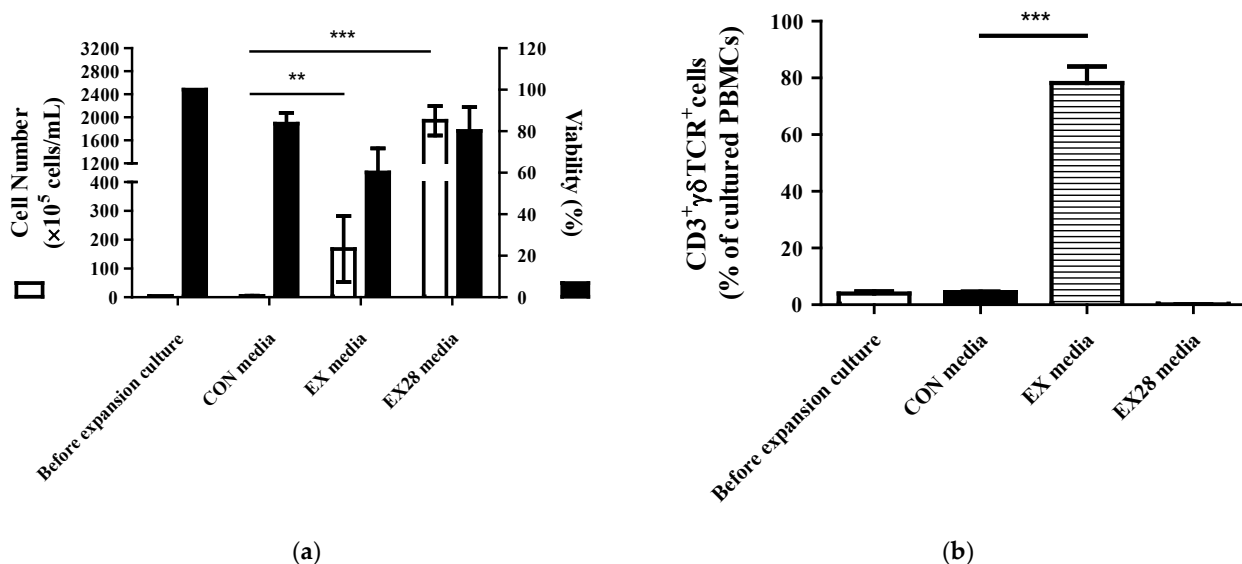 3200
2800
2400
2000
1600
1200
400
300
200
100
0
Cell Number
(×10⁵ cells/mL)
***
**
120
100
80
60
40
20
0
Viability (%)
Before expansion culture
CON media
EX media
EX28 media
(a)
100
80
60
40
20
0
CD3⁺γδTCR⁺cells
(% of cultured PBMCs)
***
Before expansion culture
CON media
EX media
EX28 media
(b)